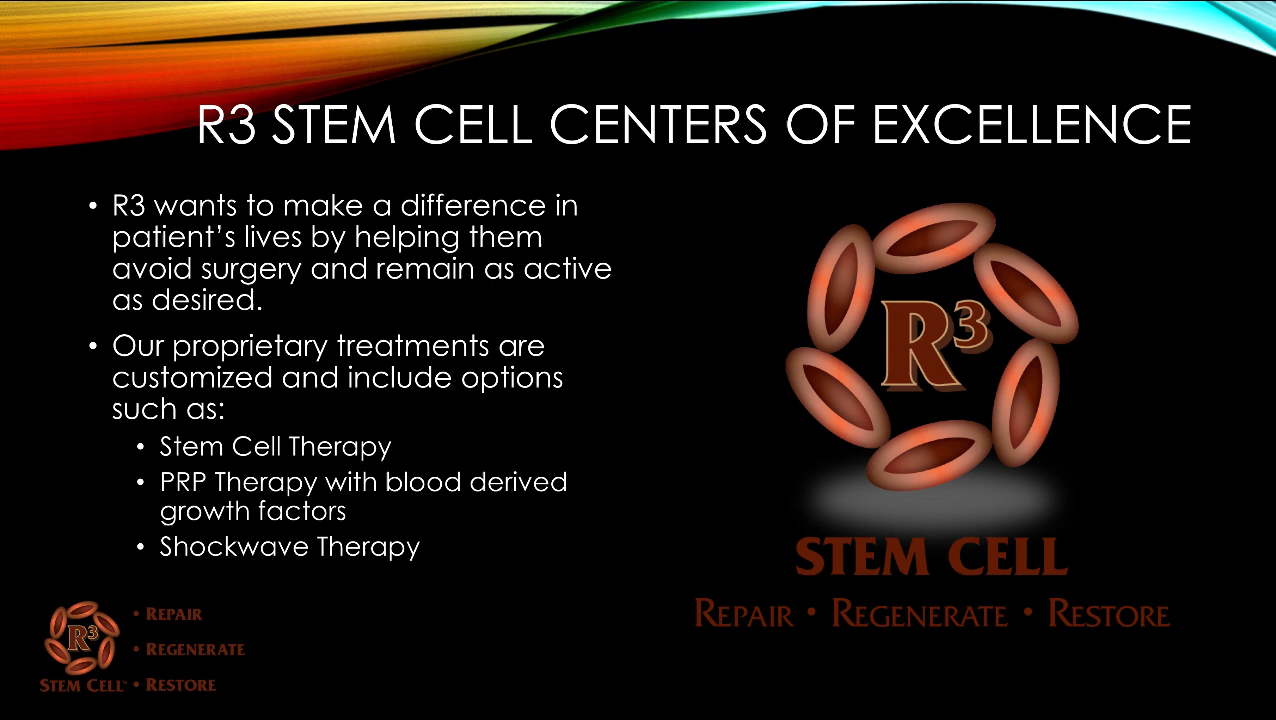 R3 STEM CELL CENTERS OF EXCELLENCE
• R3 wants to make a difference in
patient's lives by helping them
avoid surgery and remain as active
as desired.
• Our proprietary treatments are
customized and include options
such as:
• Stem Cell Therapy
• PRP Therapy with blood derived
growth factors
• Shockwave Therapy
R³
STEM CELL
REPAIR • REGENERATE • RESTORE
R³
STEM CELL™
• REPAIR
• REGENERATE
• RESTORE